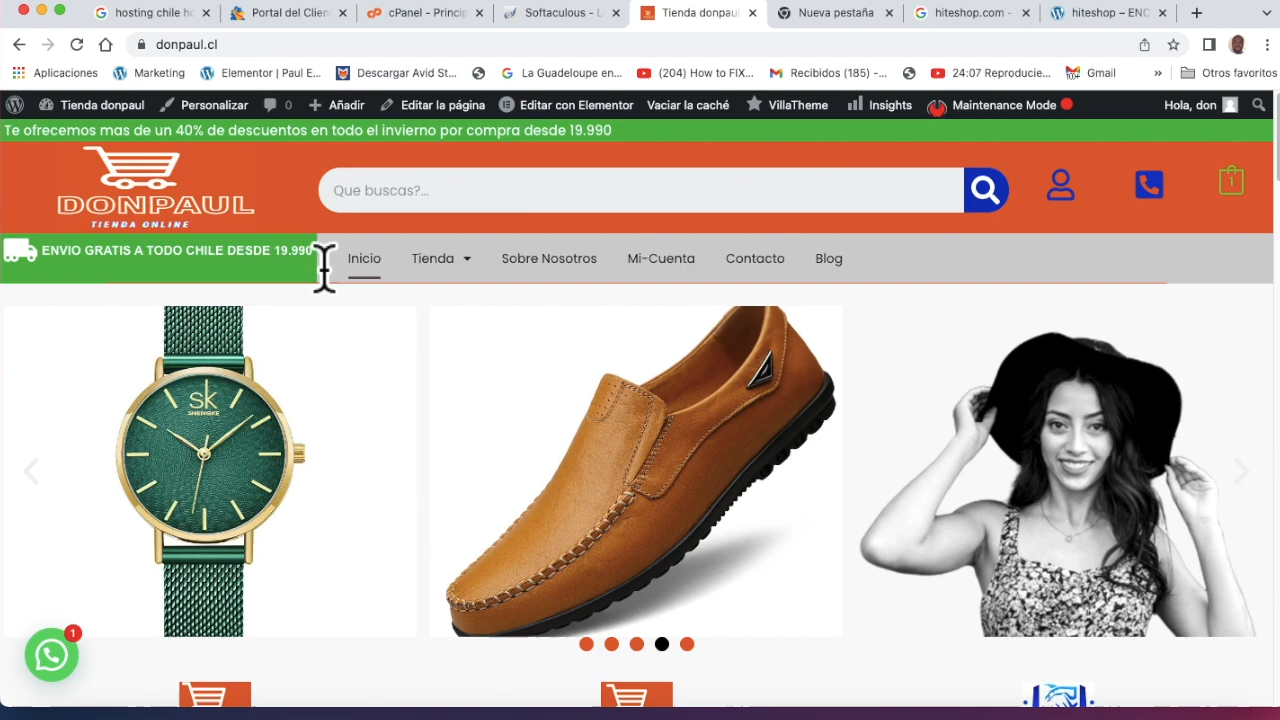 hosting chile ho
Portal del Clien
cPanel - Princip
Softaculous - Li
Tienda donpaul
Nueva pestaña
hiteshop.com -
hiteshop – ENC
donpaul.cl
Aplicaciones
Marketing
Elementor | Paul E...
Descargar Avid St...
La Guadeloupe en...
(204) How to FIX...
Recibidos (185) -...
24:07 Reproducie...
Gmail
»
Otros favoritos
Tienda donpaul
Personalizar
0
Añadir
Editar la página
Editar con Elementor
Vaciar la caché
VillaTheme
Insights
Maintenance Mode
Hola, don
Te ofrecemos mas de un 40% de descuentos en todo el invierno por compra desde 19.990
DONPAUL
TIENDA ONLINE
Que buscas?...
1
ENVIO GRATIS A TODO CHILE DESDE 19.990
Inicio
Tienda
Sobre Nosotros
Mi-Cuenta
Contacto
Blog
SK
SHENGKE
1